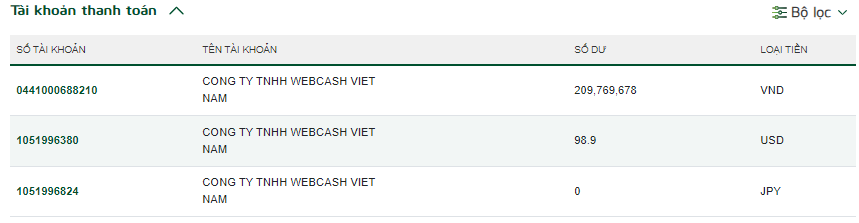 Tài khoản thanh toán
Bộ lọc
SỐ TÀI KHOẢN TÊN TÀI KHOẢN SỐ DƯ LOẠI TIỀN
0441000688210 CONG TY TNHH WEBCASH VIET NAM 209,769,678 VND
1051996380 CONG TY TNHH WEBCASH VIET NAM 98.9 USD
1051996824 CONG TY TNHH WEBCASH VIET NAM 0 JPY